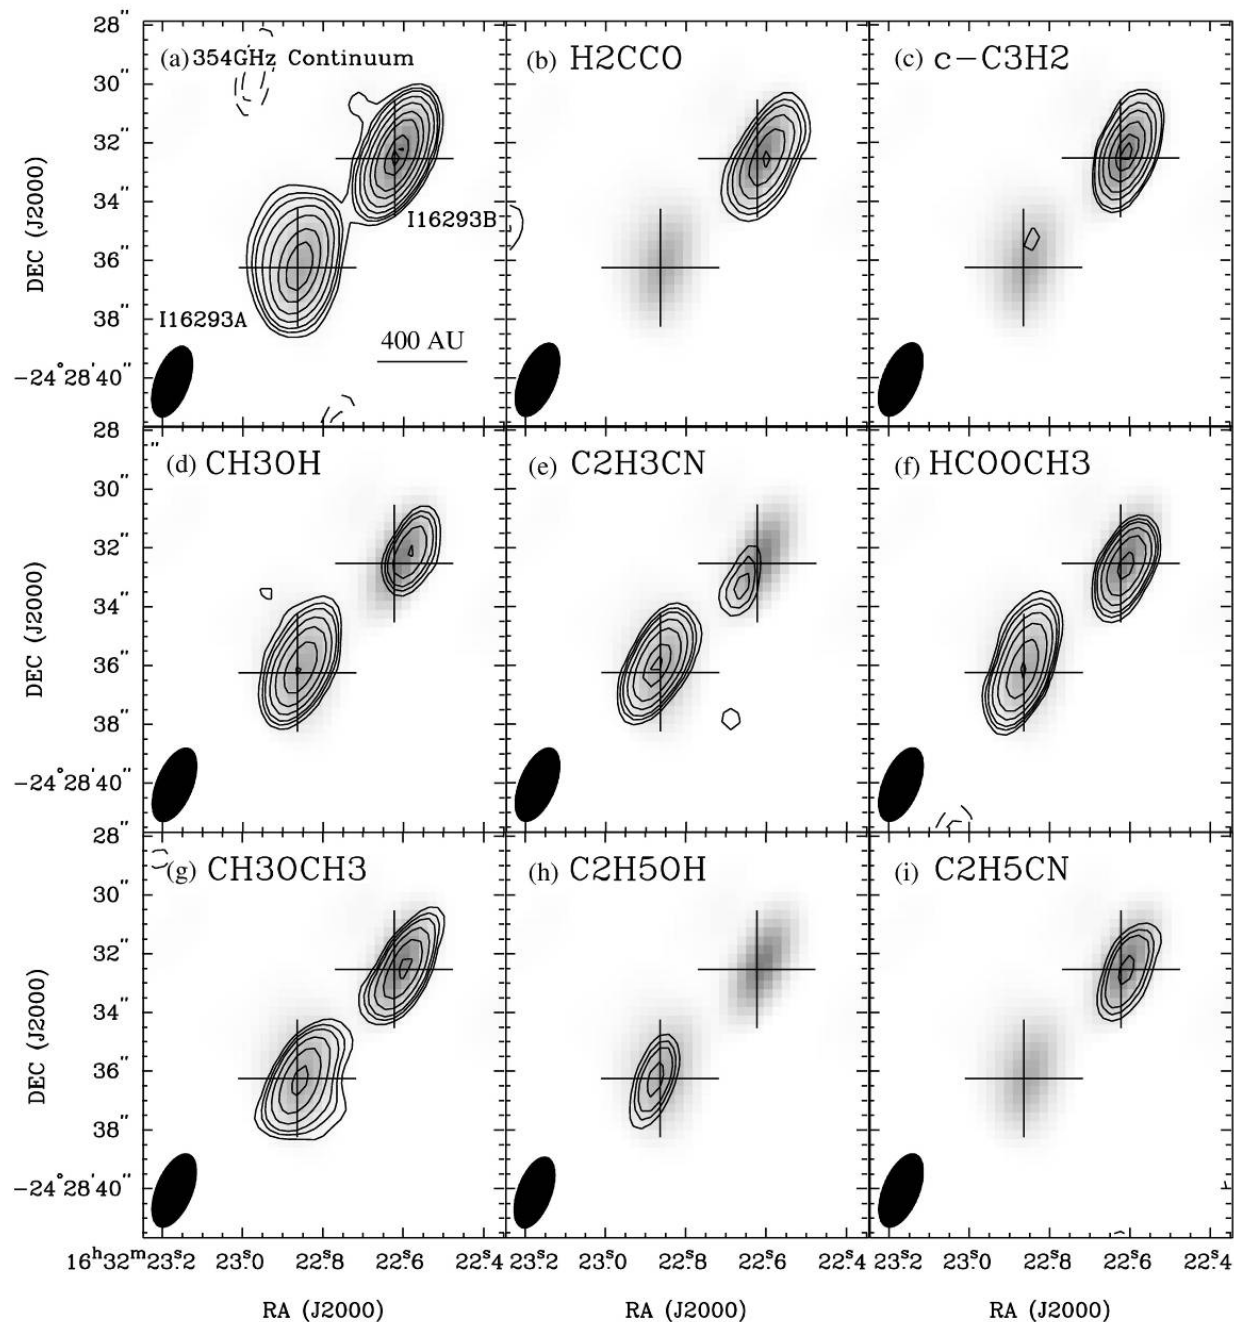 28″
(a) 354GHz Continuum
(b) H2CCO
(c) c-C3H2
30″
32″
34″
I16293B
36″
I16293A
38″
400 AU
-24°28′40″
DEC (J2000)
28″
(d) CH3OH
(e) C2H3CN
(f) HCOOCH3
30″
32″
34″
36″
38″
-24°28′40″
DEC (J2000)
28″
(g) CH3OCH3
(h) C2H5OH
(i) C2H5CN
30″
32″
34″
36″
38″
-24°28′40″
DEC (J2000)
16ʰ32ᵐ23ˢ.2 23ˢ.0 22ˢ.8 22ˢ.6 22ˢ.4
23ˢ.2 23ˢ.0 22ˢ.8 22ˢ.6 22ˢ.4
23ˢ.2 23ˢ.0 22ˢ.8 22ˢ.6 22ˢ.4
RA (J2000) RA (J2000) RA (J2000)